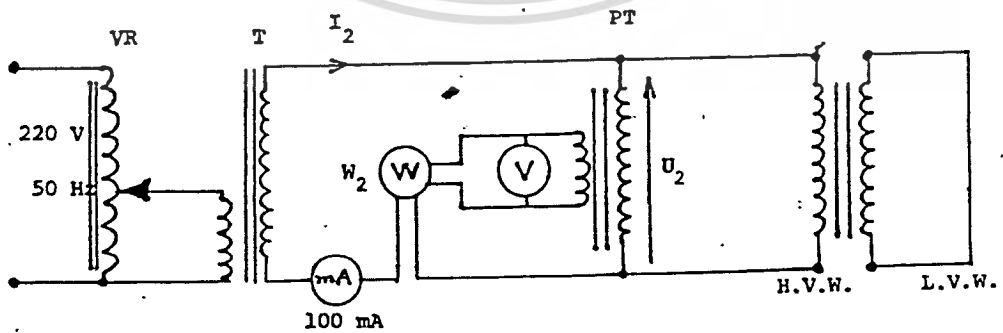 VR
T
I2
PT
220 V
50 Hz
W2
W
V
U2
mA
100 mA
H.V.W.
L.V.W.